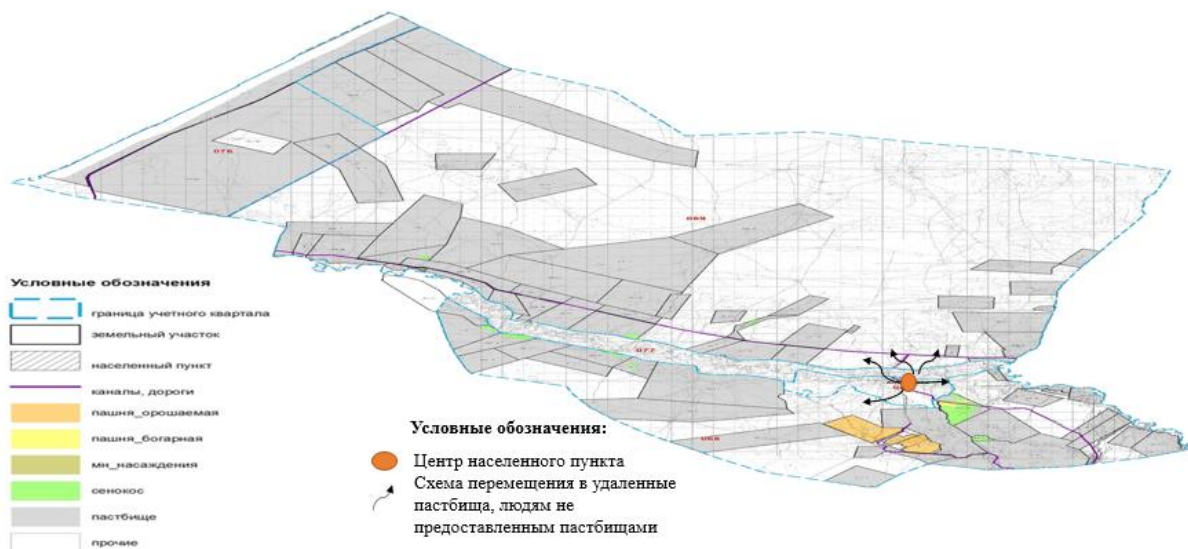 076
069
077
068
Условные обозначения
граница учетного квартала
земельный участок
населенный пункт
каналы, дороги
пашня_орошаемая
пашня_богарная
мн_насаждения
сенокос
пастбище
прочие
Условные обозначения:
Центр населенного пункта
Схема перемещения в удаленные
пастбища, людям не
предоставленным пастбищами